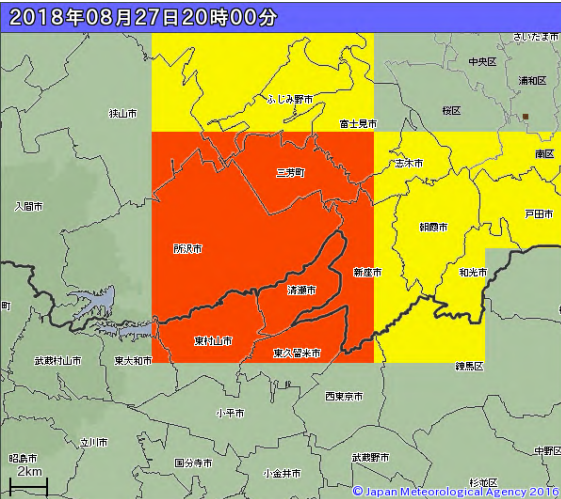 2018年08月27日20時00分
さいたま市
中央区
浦和区
ふじみ野市
狭山市
富士見市
桜区
志木市
南区
三芳町
入間市
朝霞市
戸田市
所沢市
新座市
和光市
清瀬市
町
東村山市
東久留米市
武蔵村山市
東大和市
練馬区
西東京市
小平市
立川市
武蔵野市
中野区
昭島市
国分寺市
小金井市
2km
杉並区
© Japan Meteorological Agency 2016